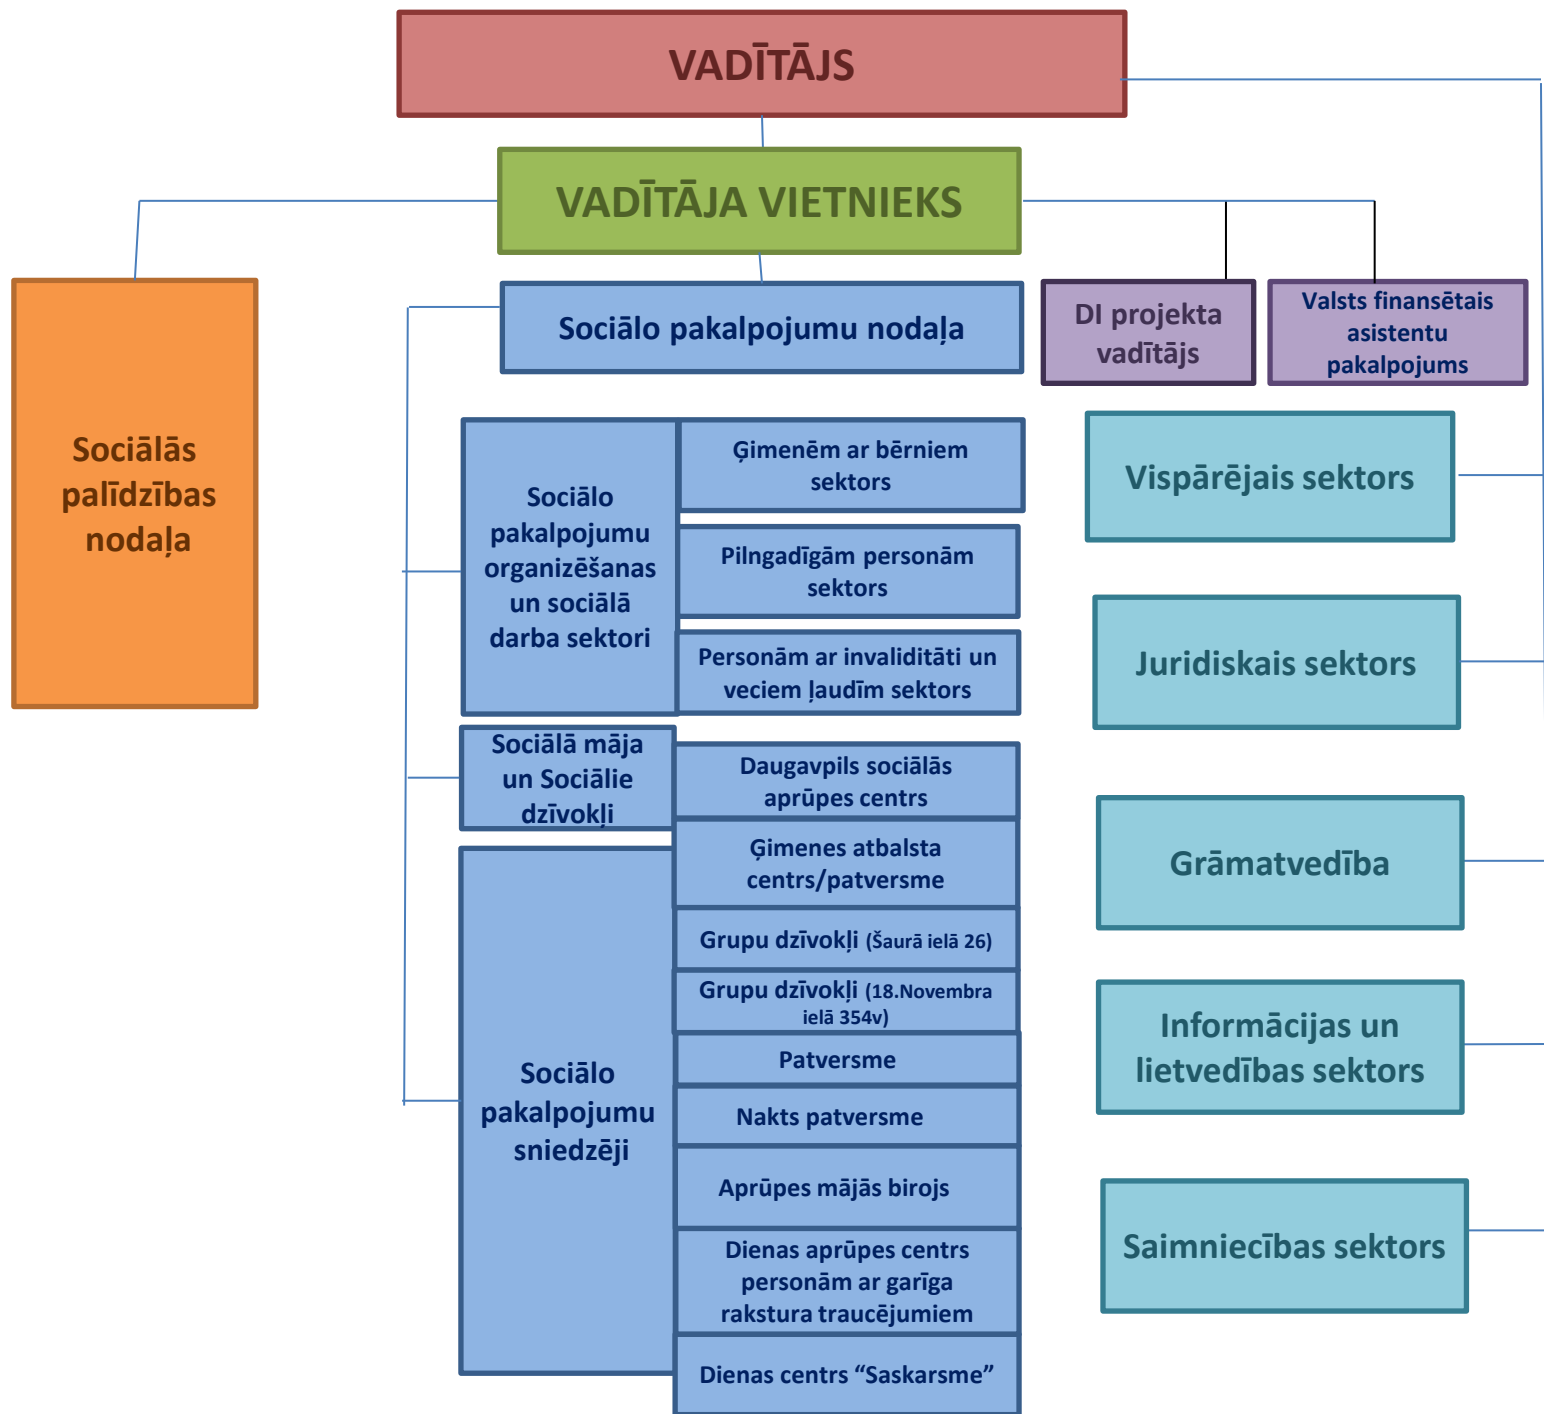 VADĪTĀJS
VADĪTĀJA VIETNIEKS
Sociālās
palīdzības
nodaļa
Sociālo pakalpojumu nodaļa
DI projekta
vadītājs
Valsts finansētais
asistentu
pakalpojums
Sociālo
pakalpojumu
organizēšanas
un sociālā
darba sektori
Ģimenēm ar bērniem
sektors
Pilngadīgām personām
sektors
Personām ar invaliditāti un
veciem ļaudīm sektors
Sociālā māja
un Sociālie
dzīvokļi
Sociālo
pakalpojumu
sniedzēji
Daugavpils sociālās
aprūpes centrs
Ģimenes atbalsta
centrs/patversme
Grupu dzīvokļi (Šaurā ielā 26)
Grupu dzīvokļi (18.Novembra
ielā 354v)
Patversme
Nakts patversme
Aprūpes mājās birojs
Dienas aprūpes centrs
personām ar garīga
rakstura traucējumiem
Dienas centrs “Saskarsme”
Vispārējais sektors
Juridiskais sektors
Grāmatvedība
Informācijas un
lietvedības sektors
Saimniecības sektors